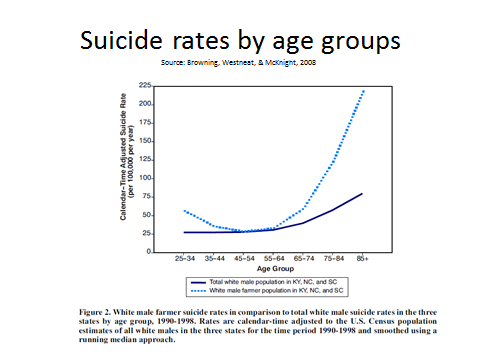 Suicide rates by age groups
Source: Browning, Westneat, & McKnight, 2008
Calendar–Time Adjusted Suicide Rate
(per 100,000 per year)
225
200
175
150
125
100
75
50
25
0
25–34 35–44 45–54 55–64 65–74 75–84 85+
Age Group
Total white male population in KY, NC, and SC
White male farmer population in KY, NC, and SC
Figure 2. White male farmer suicide rates in comparison to total white male suicide rates in the three
states by age group, 1990-1998. Rates are calendar-time adjusted to the U.S. Census population
estimates of all white males in the three states for the time period 1990-1998 and smoothed using a
running median approach.